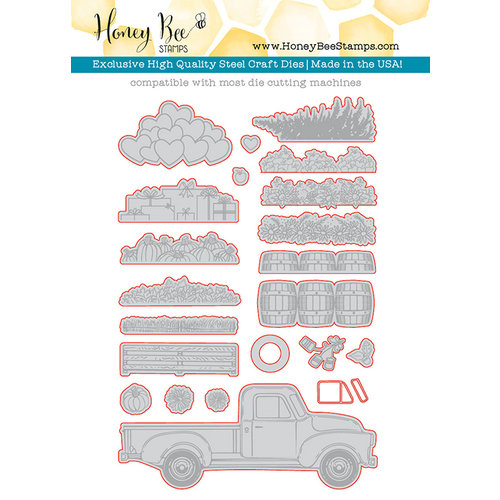 Honey Bee
STAMPS
www.HoneyBeeStamps.com
Exclusive High Quality Steel Craft Dies | Made in the USA!
compatible with most die cutting machines